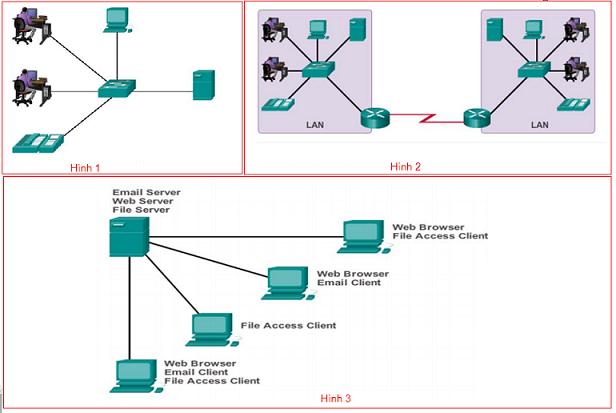 Hình 1
LAN
LAN
Hình 2
Email Server
Web Server
File Server
Web Browser
File Access Client
Web Browser
Email Client
File Access Client
Web Browser
Email Client
File Access Client
Hình 3